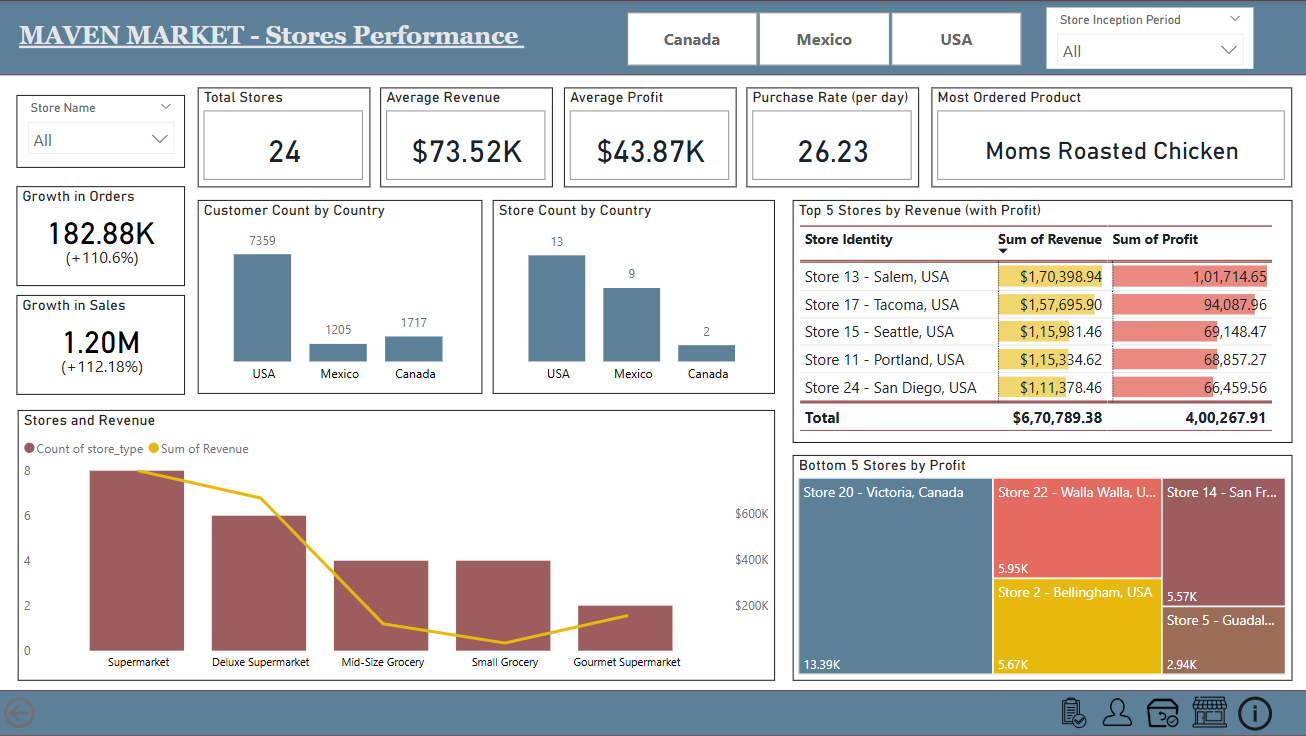 MAVEN MARKET - Stores Performance
Canada
Mexico
USA
Store Inception Period
All
Store Name
All
Total Stores
24
Average Revenue
$73.52K
Average Profit
$43.87K
Purchase Rate (per day)
26.23
Most Ordered Product
Moms Roasted Chicken
Growth in Orders
182.88K
(+110.6%)
Growth in Sales
1.20M
(+112.18%)
Customer Count by Country
7359
1205
1717
USA
Mexico
Canada
Store Count by Country
13
9
2
USA
Mexico
Canada
Top 5 Stores by Revenue (with Profit)
Store Identity Sum of Revenue Sum of Profit
Store 13 - Salem, USA $1,70,398.94 1,01,714.65
Store 17 - Tacoma, USA $1,57,695.90 94,087.96
Store 15 - Seattle, USA $1,15,981.46 69,148.47
Store 11 - Portland, USA $1,15,334.62 68,857.27
Store 24 - San Diego, USA $1,11,378.46 66,459.56
Total $6,70,789.38 4,00,267.91
Stores and Revenue
Count of store_type Sum of Revenue
8
6
4
2
0
$600K
$400K
$200K
Supermarket
Deluxe Supermarket
Mid-Size Grocery
Small Grocery
Gourmet Supermarket
Bottom 5 Stores by Profit
Store 20 - Victoria, Canada
13.39K
Store 22 - Walla Walla, U...
5.95K
Store 2 - Bellingham, USA
5.67K
Store 14 - San Fr...
5.57K
Store 5 - Guadal...
2.94K